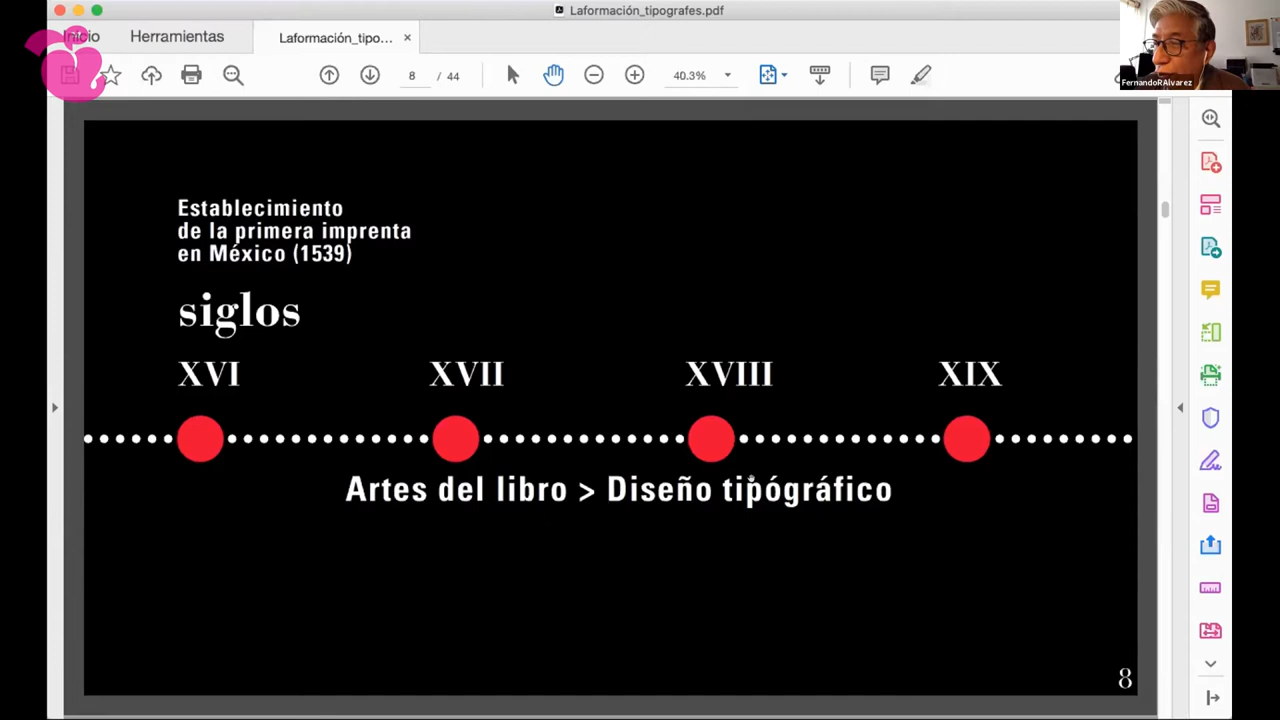 Laformación_tipografes.pdf
Inicio
Herramientas
Laformación_tipo...
8 / 44
40.3%
FernandoRAlvarez
Establecimiento
de la primera imprenta
en México (1539)
siglos
XVI XVII XVIII XIX
Artes del libro > Diseño tipógráfico
8